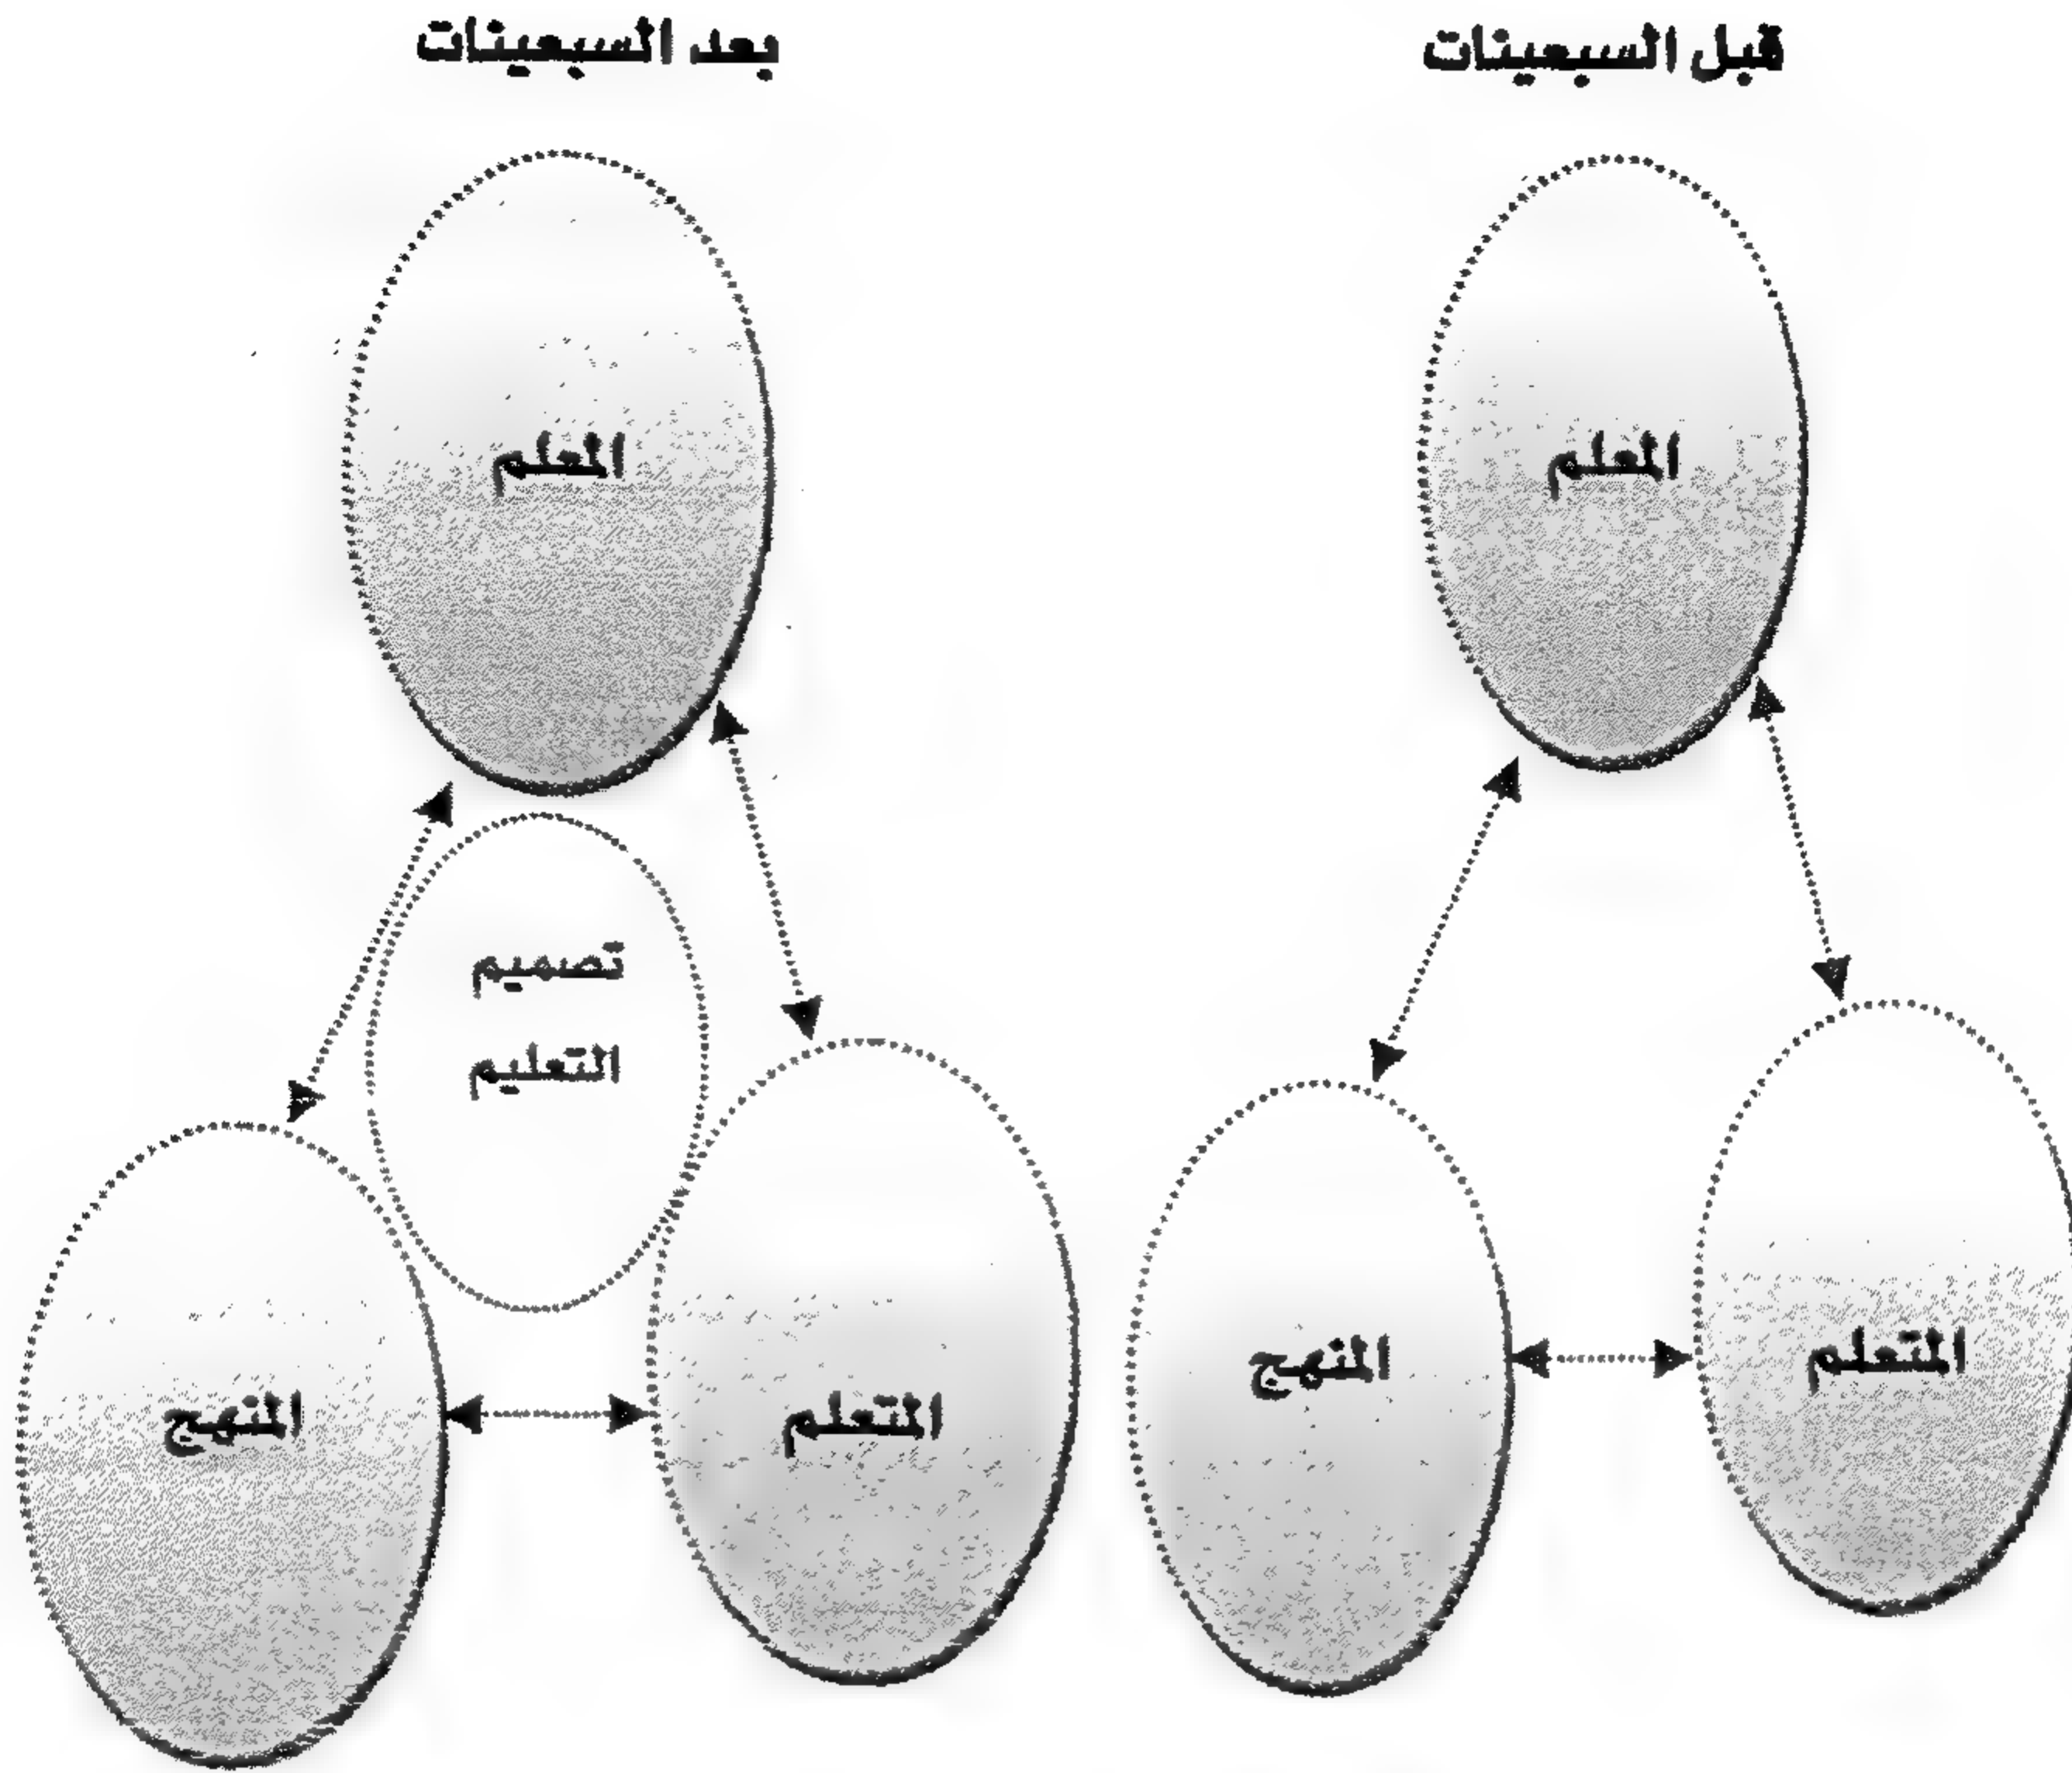 قبل السبعينات
المعلم
المتعلم
المنهج
بعد السبعينات
المعلم
تصميم
التعليم
المتعلم
المنهج